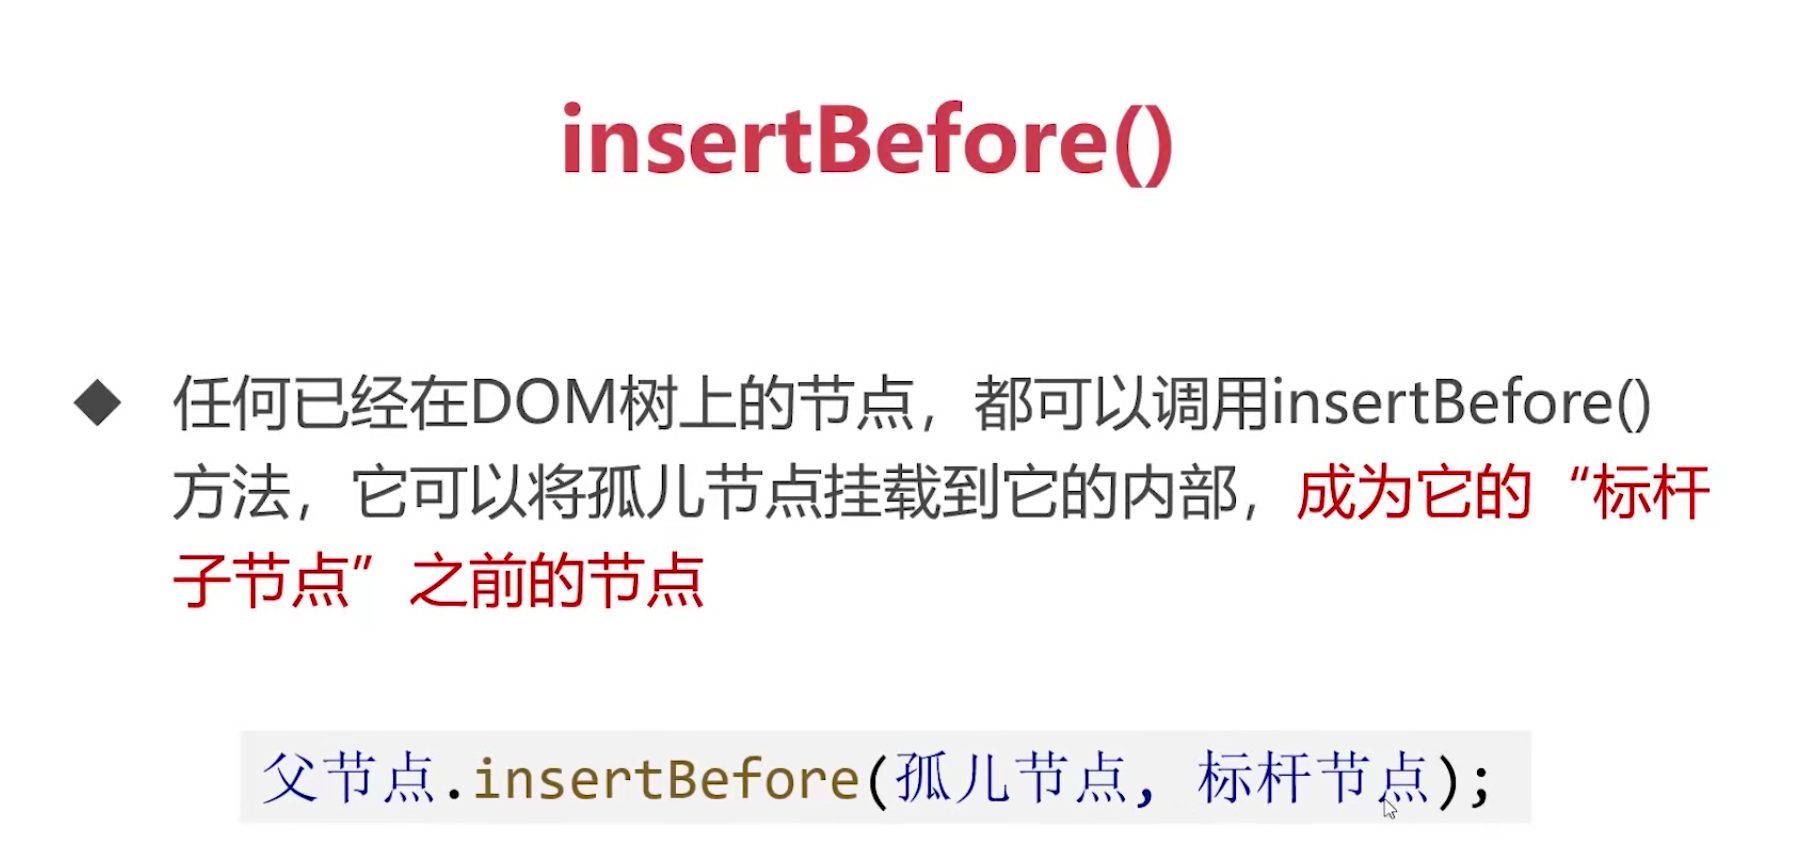 insertBefore()
任何已经在DOM树上的节点，都可以调用insertBefore()
方法，它可以将孤儿节点挂载到它的内部，成为它的“标杆
子节点”之前的节点
父节点.insertBefore(孤儿节点, 标杆节点);